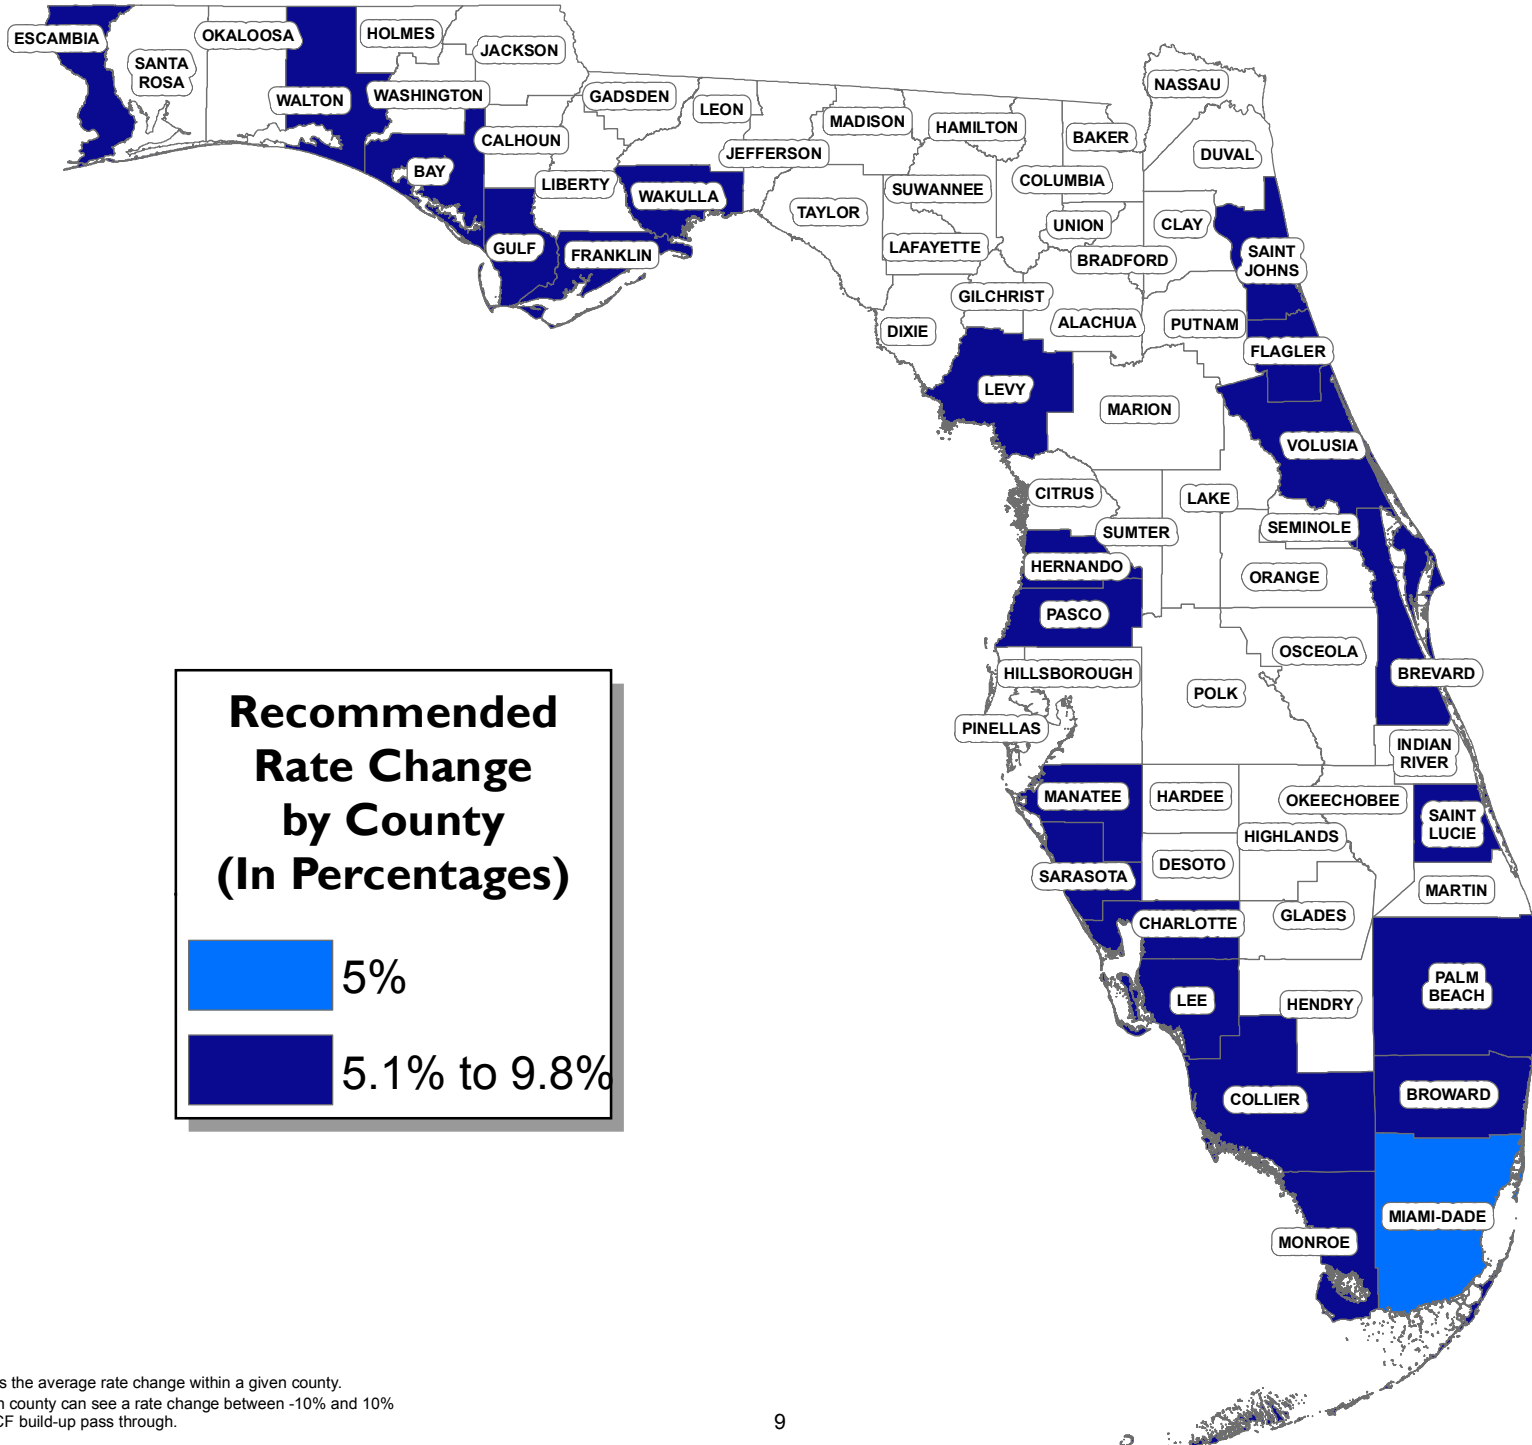 ESCAMBIA
SANTA
ROSA
OKALOOSA
WALTON
HOLMES
WASHINGTON
JACKSON
BAY
CALHOUN
GULF
LIBERTY
GADSDEN
FRANKLIN
LEON
WAKULLA
JEFFERSON
MADISON
TAYLOR
HAMILTON
SUWANNEE
LAFAYETTE
DIXIE
COLUMBIA
GILCHRIST
BAKER
UNION
BRADFORD
ALACHUA
NASSAU
DUVAL
CLAY
SAINT
JOHNS
PUTNAM
FLAGLER
LEVY
MARION
VOLUSIA
CITRUS
SUMTER
LAKE
SEMINOLE
HERNANDO
ORANGE
PASCO
OSCEOLA
HILLSBOROUGH
POLK
BREVARD
PINELLAS
INDIAN
RIVER
MANATEE
HARDEE
OKEECHOBEE
SAINT
LUCIE
HIGHLANDS
SARASOTA
DESOTO
MARTIN
CHARLOTTE
GLADES
LEE
HENDRY
PALM
BEACH
COLLIER
BROWARD
MIAMI-DADE
MONROE
Recommended
Rate Change
by County
(In Percentages)
5%
5.1% to 9.8%
s the average rate change within a given county.
county can see a rate change between -10% and 10%
CF build-up pass through.
9